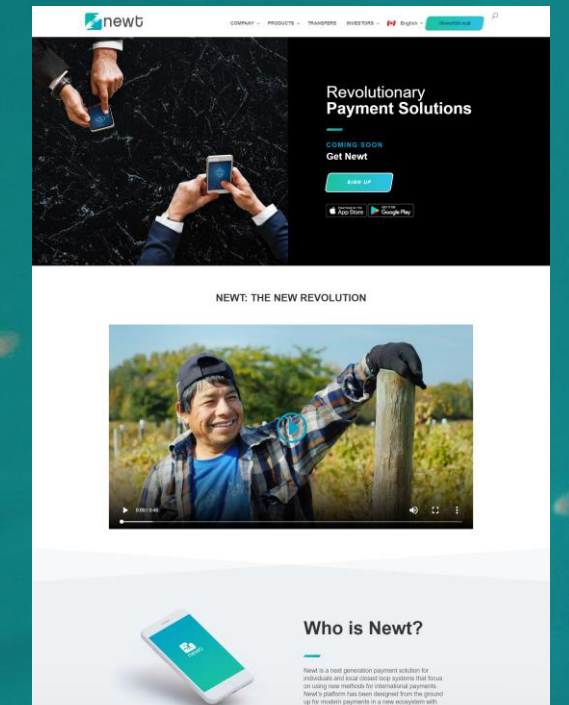 newt
COMPANY PRODUCTS TRANSFERS INVESTORS English
Revolutionary
Payment Solutions
COMING SOON
Get Newt
SIGN UP
App Store Google Play
NEWT: THE NEW REVOLUTION
Who is Newt?
newt
Newt is a next generation payment solution for
individuals and local closed loop systems that focus
on using new methods for international payments.
Newt's platform has been designed from the ground
up for modern payments in a new ecosystem with